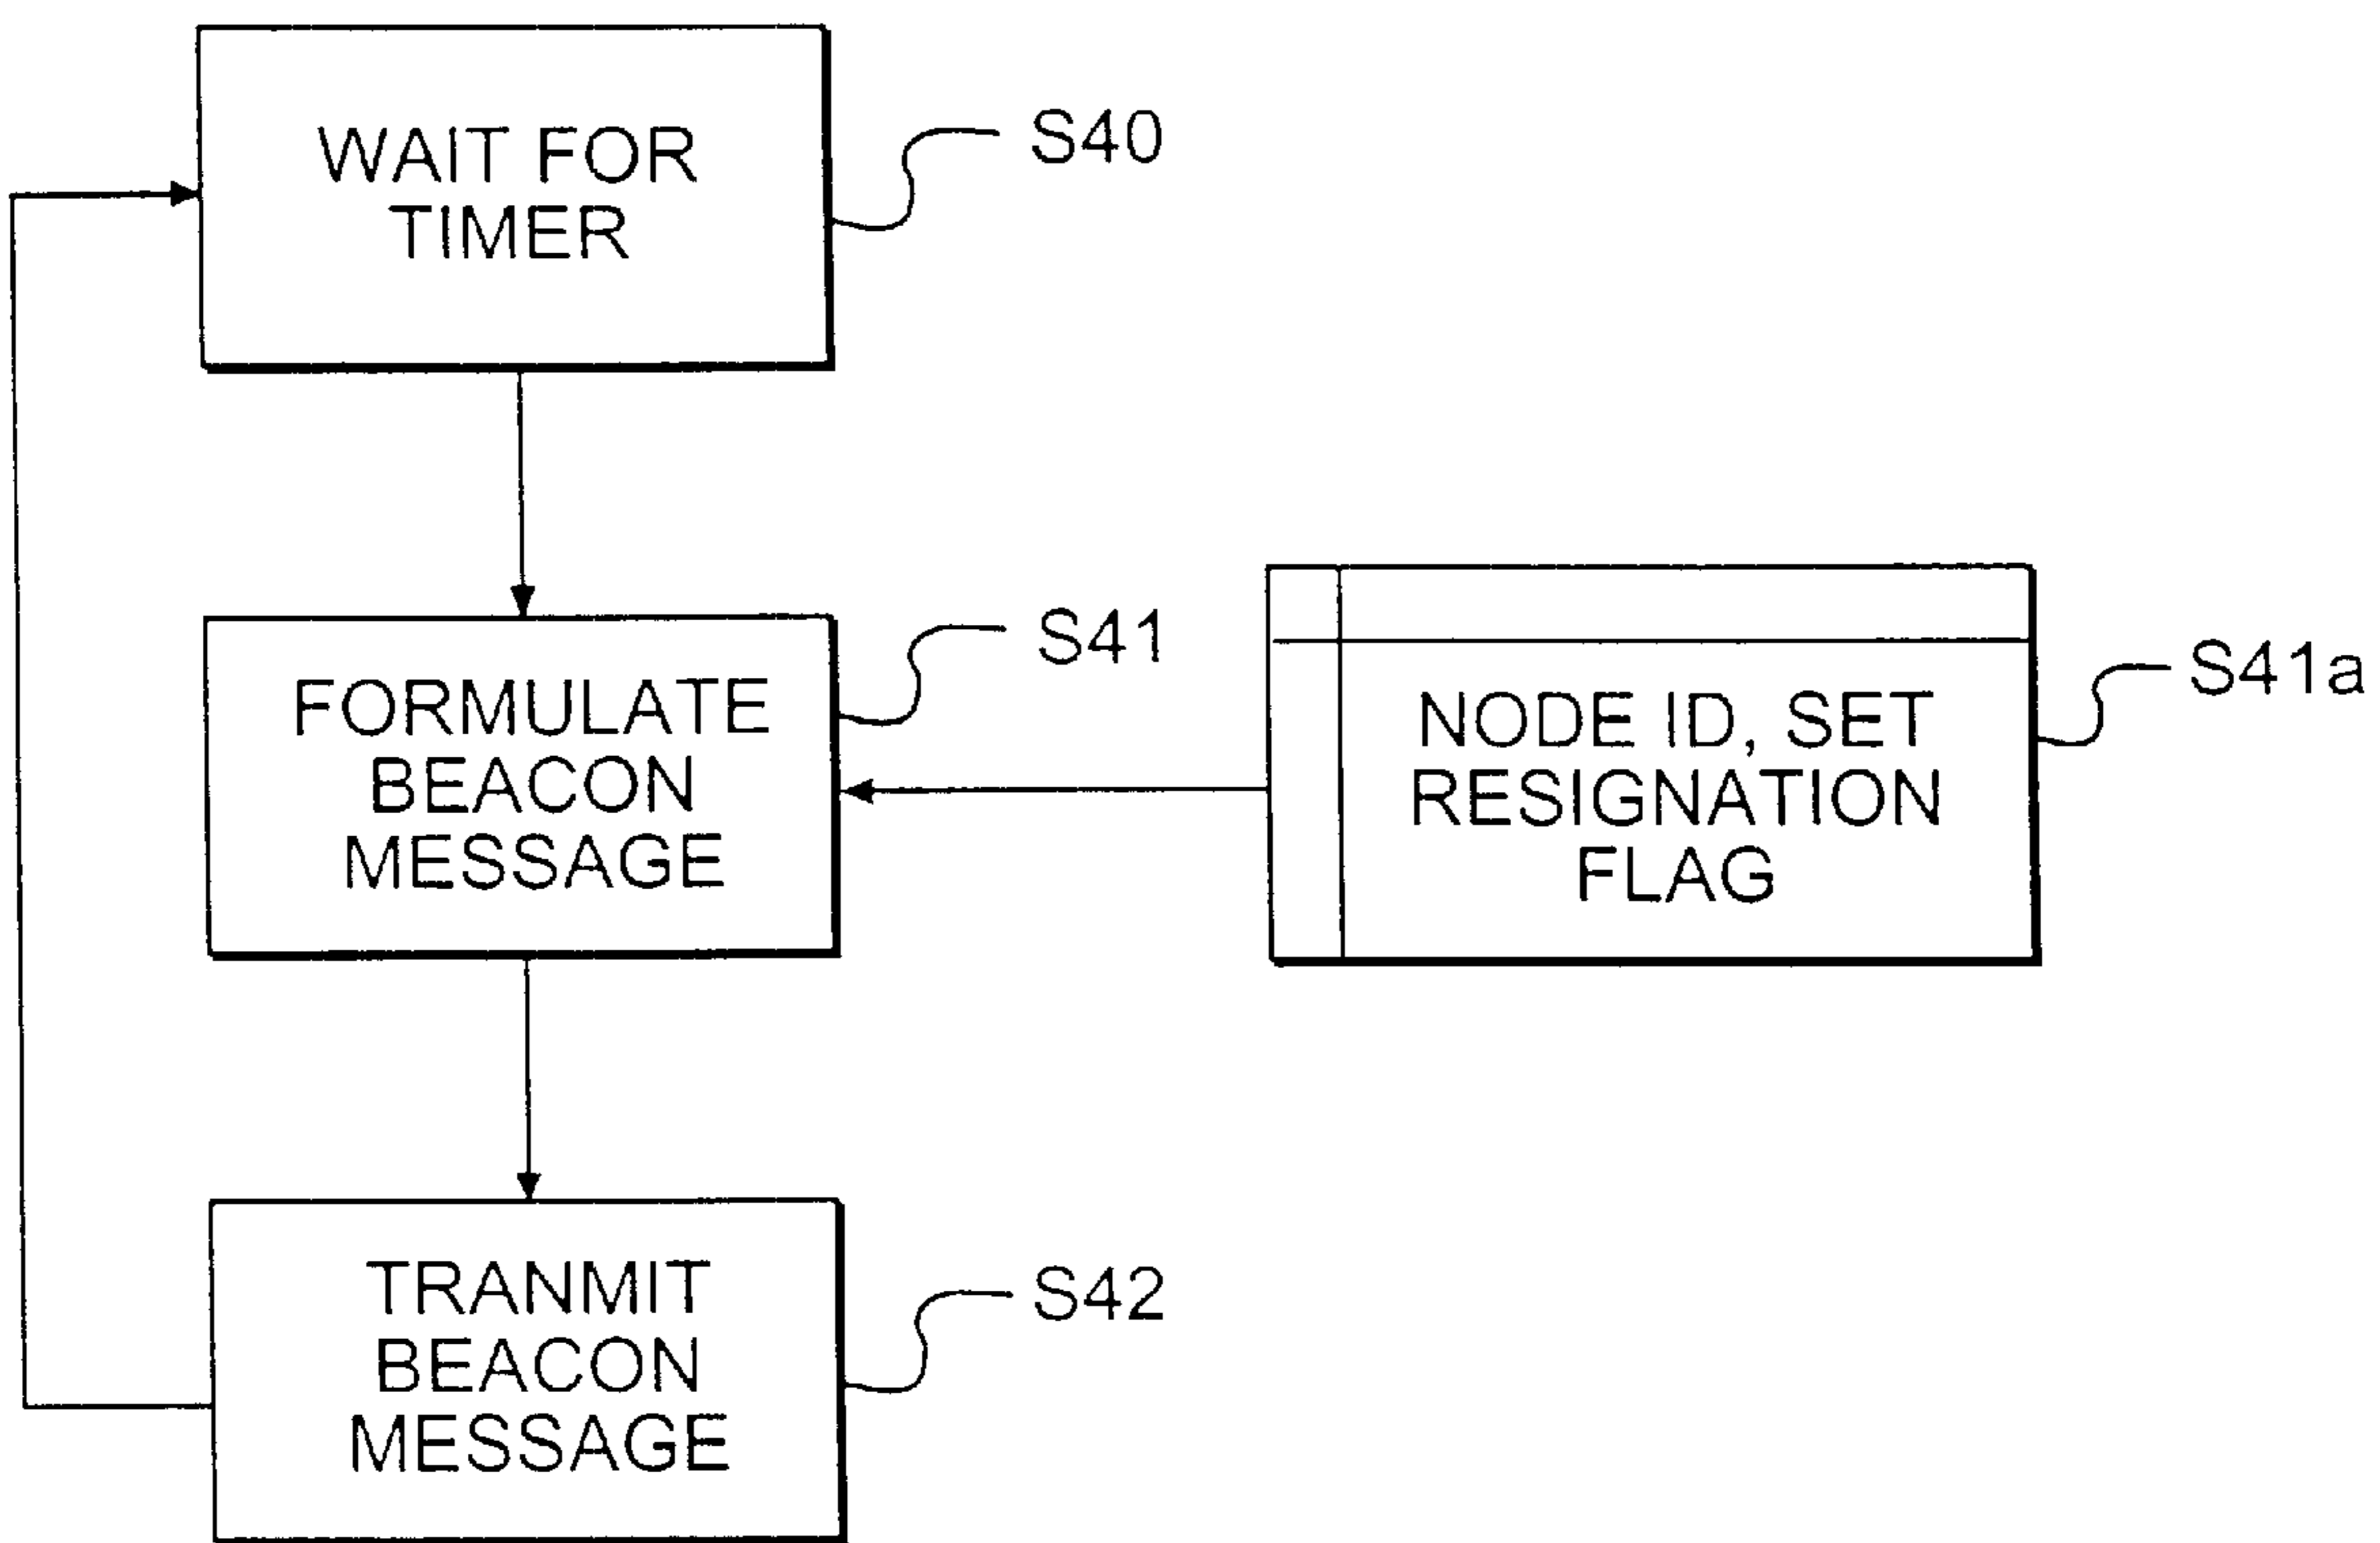 WAIT FOR
TIMER
S40
FORMULATE
BEACON
MESSAGE
S41
NODE ID, SET
RESIGNATION
FLAG
S41a
TRANMIT
BEACON
MESSAGE
S42